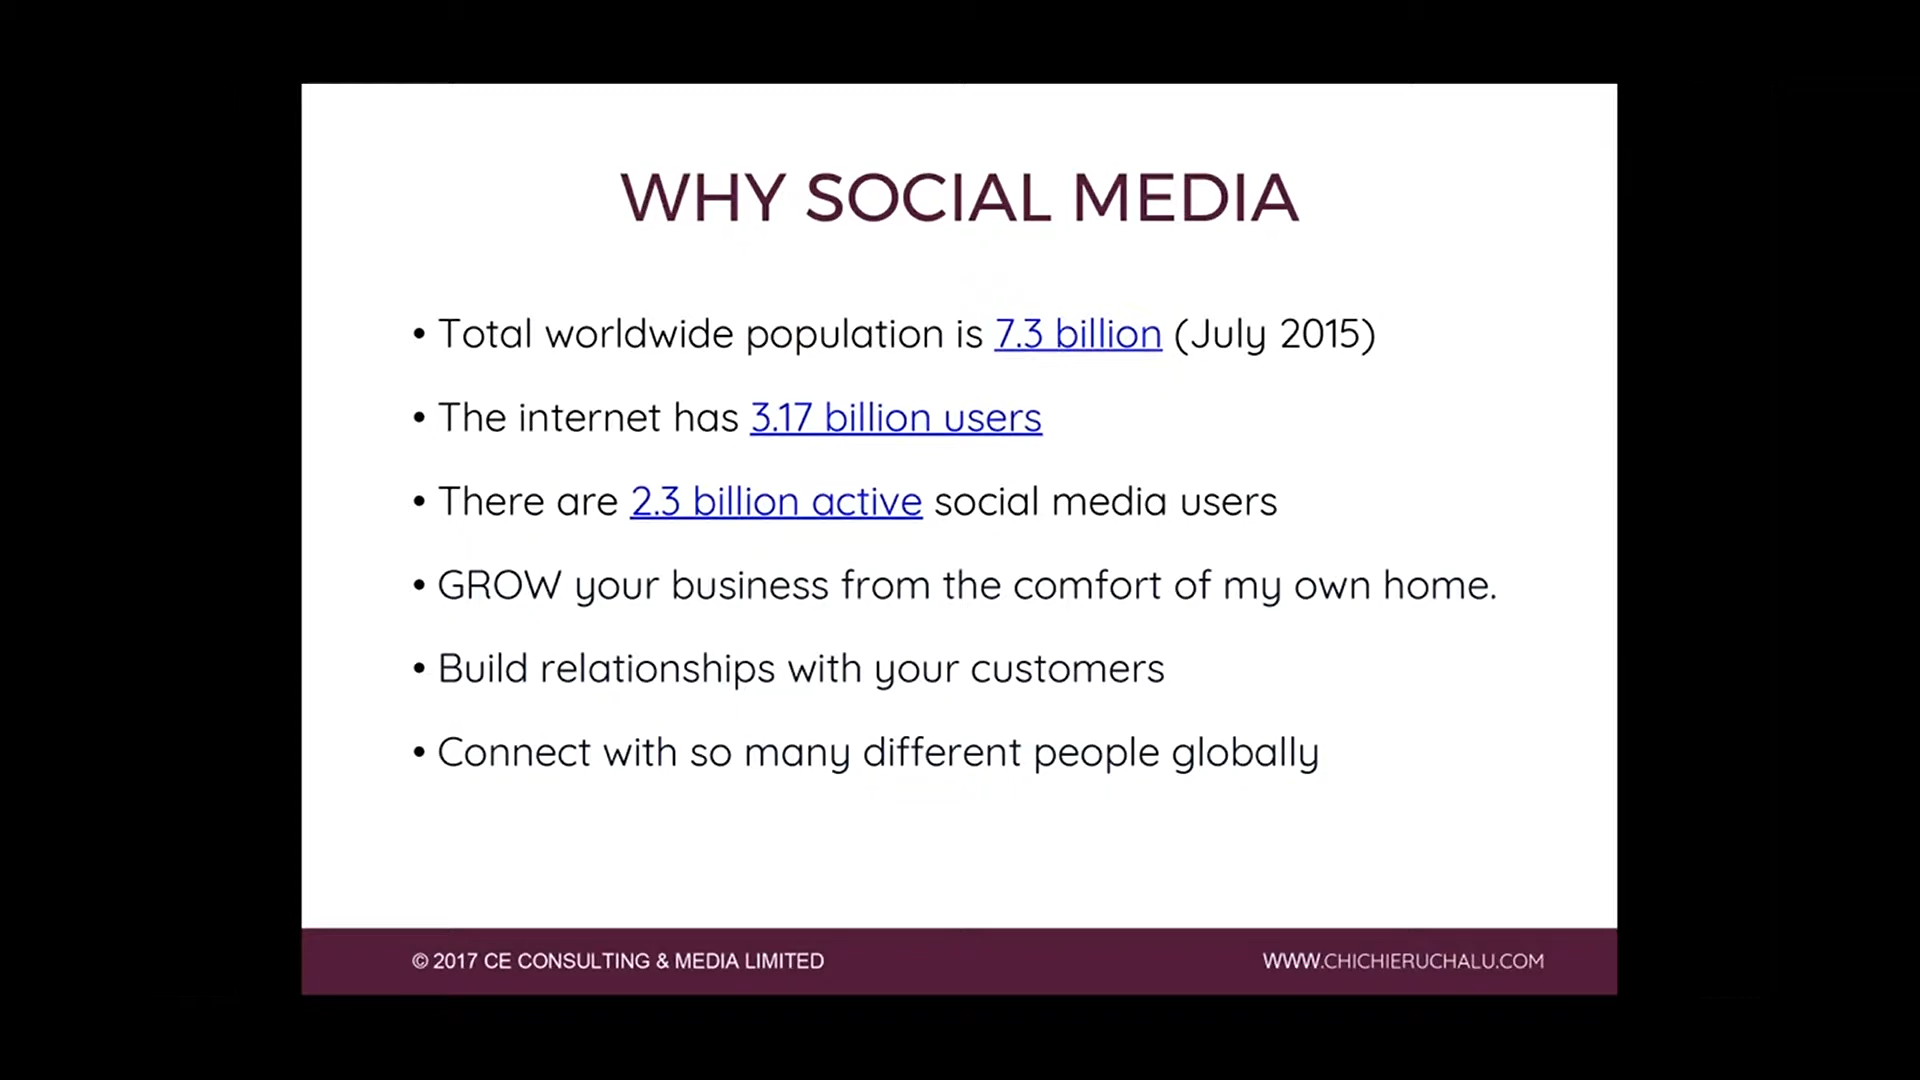 WHY SOCIAL MEDIA
• Total worldwide population is 7.3 billion (July 2015)
• The internet has 3.17 billion users
• There are 2.3 billion active social media users
• GROW your business from the comfort of my own home.
• Build relationships with your customers
• Connect with so many different people globally
© 2017 CE CONSULTING & MEDIA LIMITED
WWW.CHICHIERUCHALU.COM